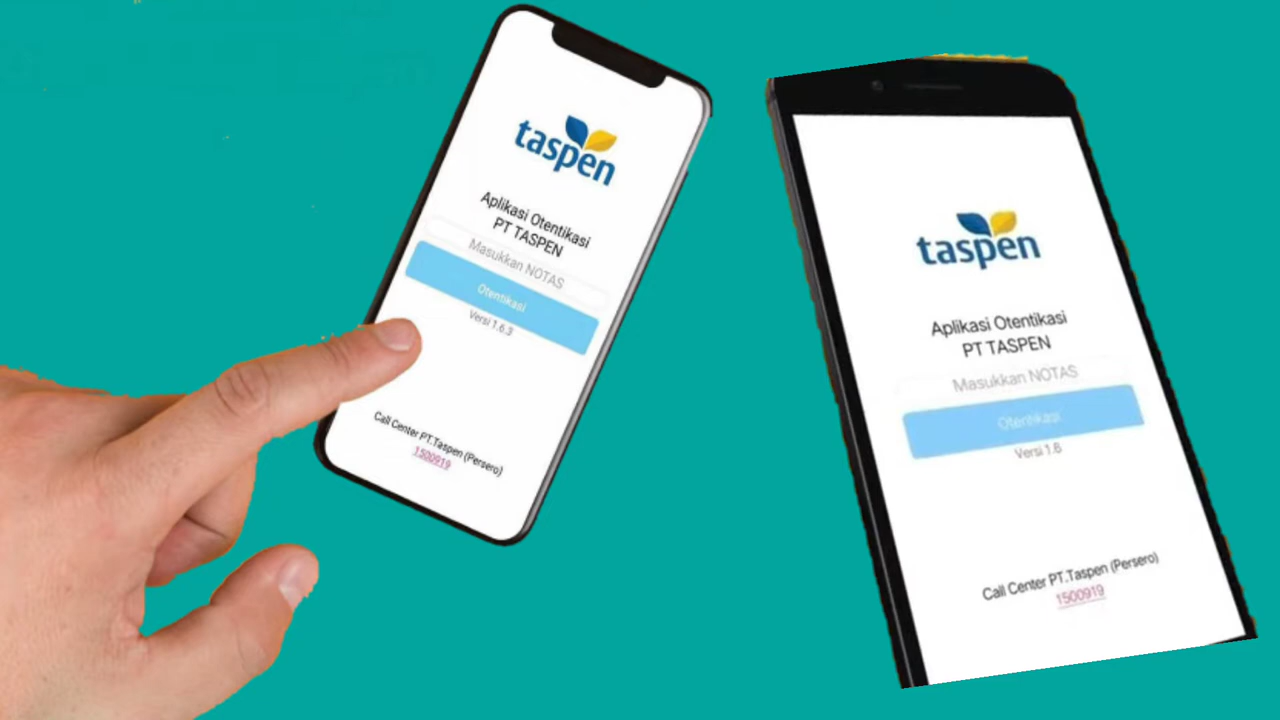 taspen
Aplikasi Otentikasi
PT TASPEN
Masukkan NOTAS
Otentikasi
Versi 1.6.3
Call Center PT.Taspen (Persero)
1500919
taspen
Aplikasi Otentikasi
PT TASPEN
Masukkan NOTAS
Otentikasi
Versi 1.6
Call Center PT.Taspen (Persero)
1500919